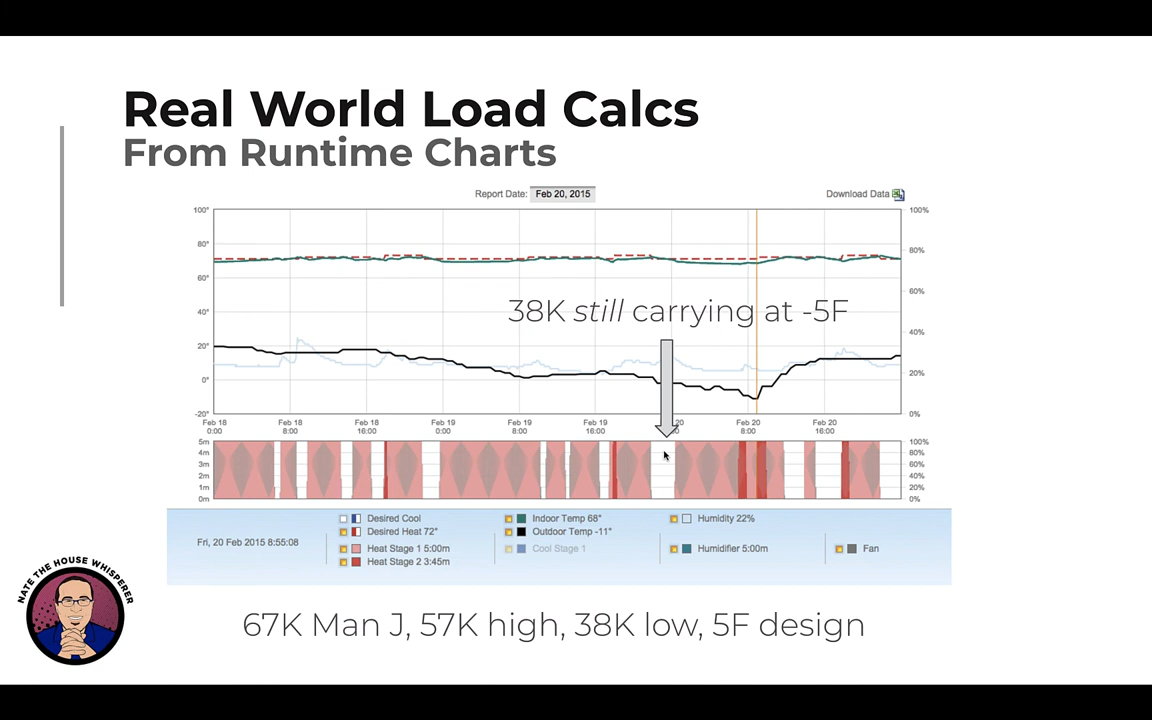 Real World Load Calcs
From Runtime Charts
Report Date: Feb 20, 2015 Download Data
100° 100%
80° 80%
60° 60%
38K still carrying at -5F
40° 40%
20° 20%
0°
-20° 0%
Feb 18 Feb 18 Feb 18 Feb 19 Feb 19 Feb 19 Feb 20 Feb 20
0:00 8:00 16:00 0:00 8:00 16:00 8:00 16:00
5m 100%
4m 80%
3m 60%
2m 40%
1m 20%
0m 0%
Desired Cool Indoor Temp 68° Humidity 22%
Desired Heat 72° Outdoor Temp -11°
Fri, 20 Feb 2015 8:55:08
Heat Stage 1 5:00m Cool Stage 1 Humidifier 5:00m Fan
Heat Stage 2 3:45m
NATE THE HOUSE WHISPERER
67K Man J, 57K high, 38K low, 5F design